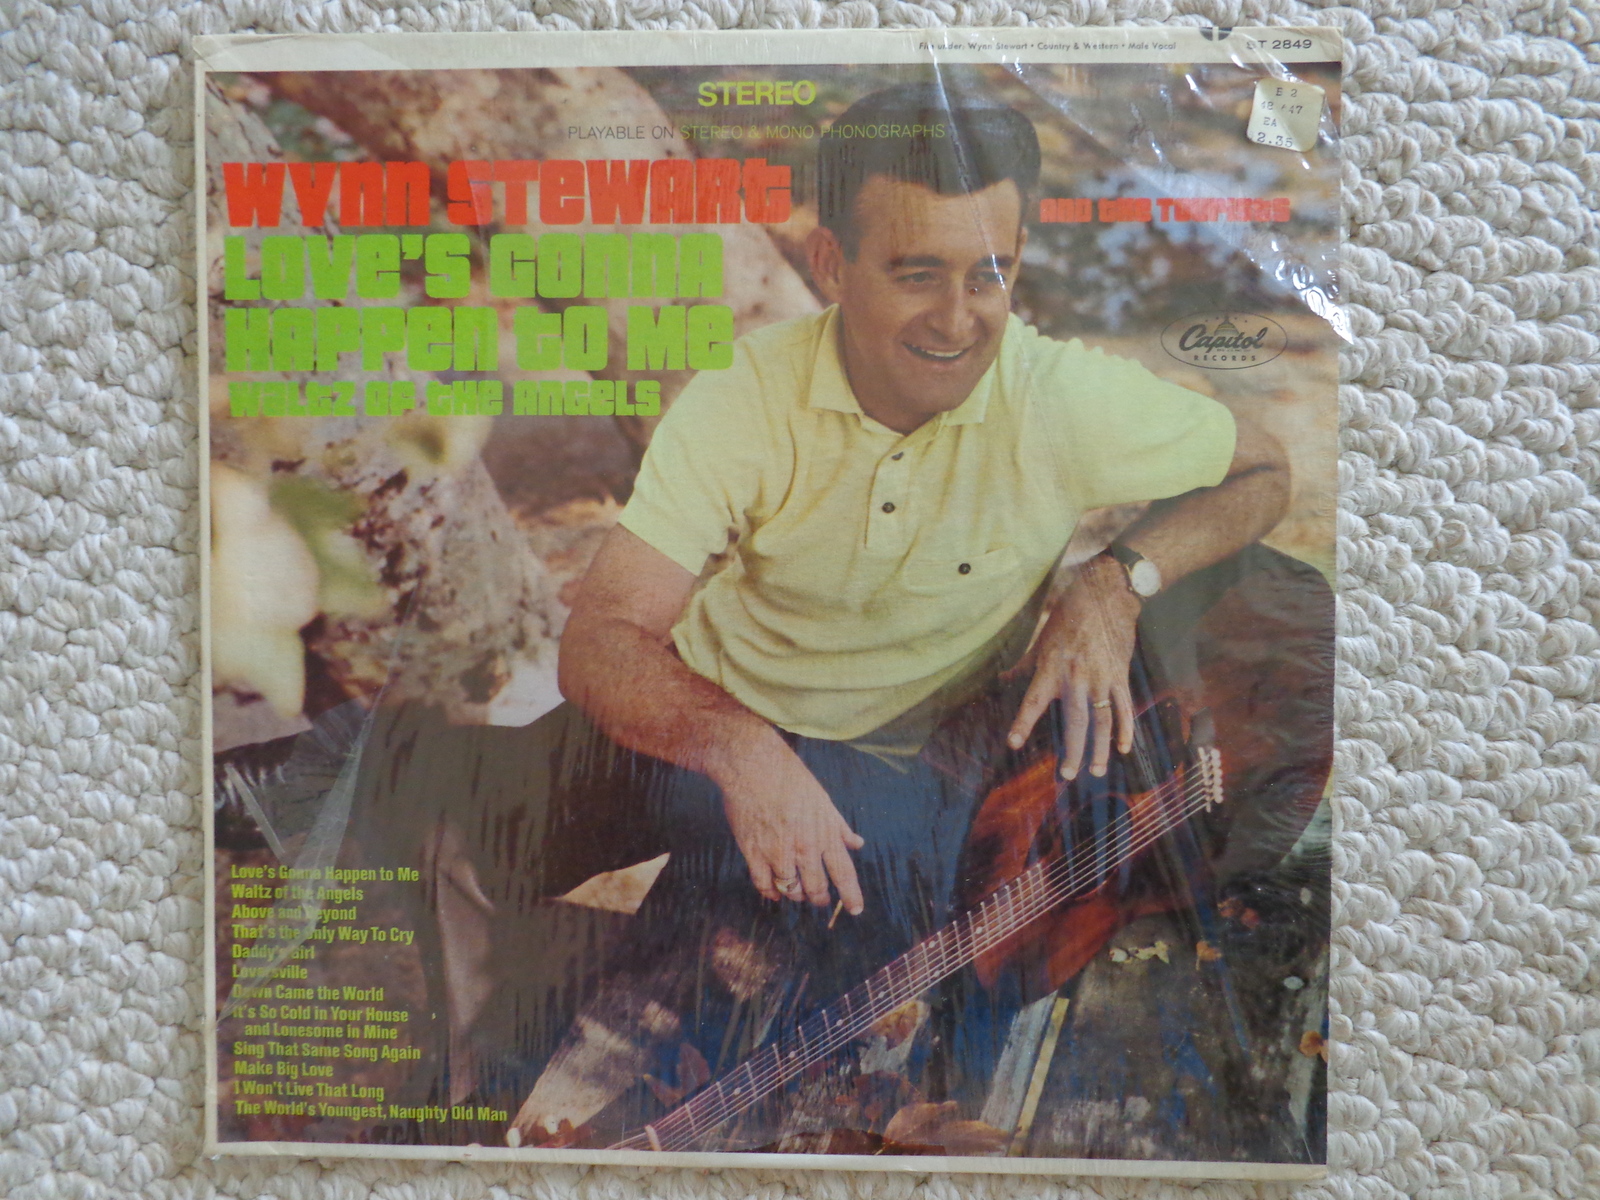 File under: Wynn Stewart • Country & Western • Male Vocal
ST 2849
STEREO
E 2
EA
2.35
PLAYABLE ON STEREO & MONO PHONOGRAPHS
WYNN STEWART
AND THE TOURISTS
LOVE'S GONNA
HAPPEN TO ME
WALTZ OF THE ANGELS
Capitol
RECORDS
Love's Gonna Happen to Me
Waltz of the Angels
Above and Beyond
That's the Only Way To Cry
Daddy's Girl
Loversville
Down Came the World
It's So Cold in Your House
and Lonesome in Mine
Sing That Same Song Again
Make Big Love
I Won't Live That Long
The World's Youngest, Naughty Old Man